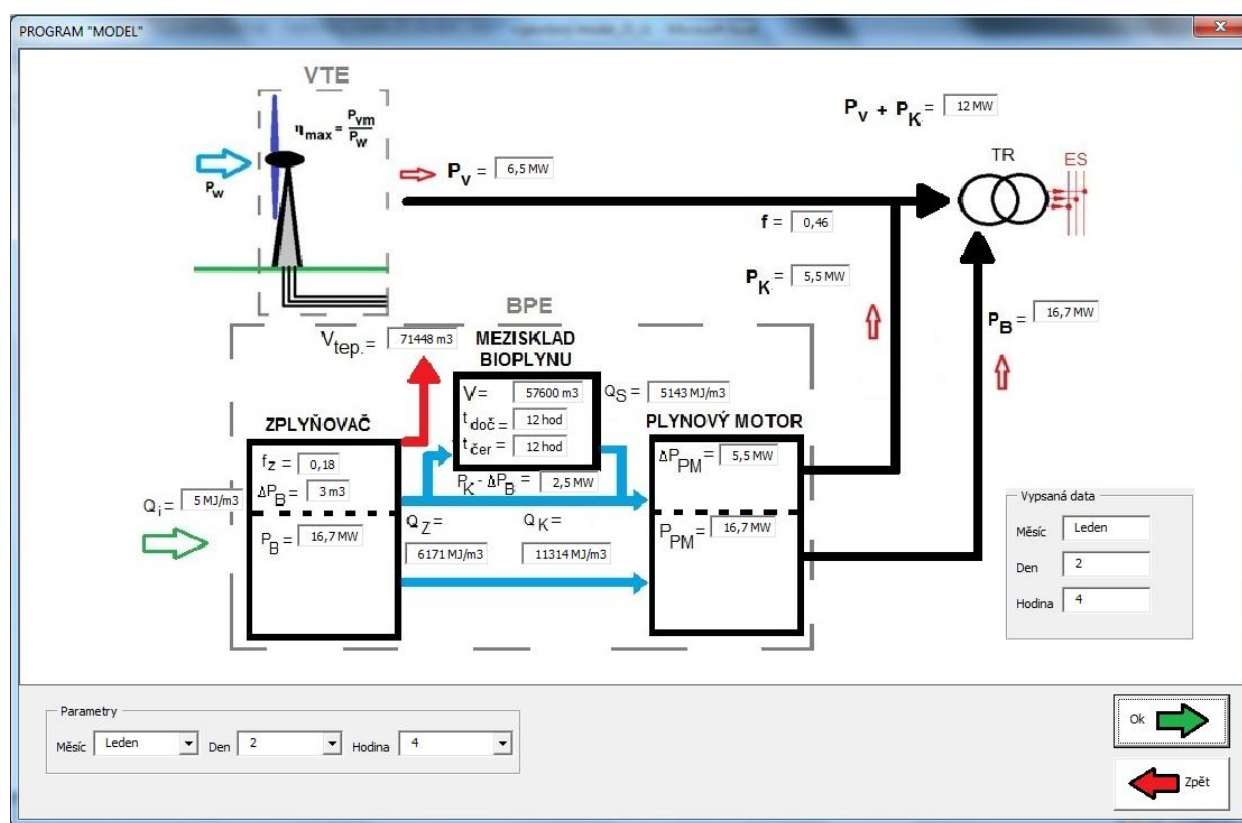 PROGRAM "MODEL"
VTE
η max = Pvm / Pw
Pw
Pv = 6,5 MW
Pv + PK = 12 MW
TR
ES
f = 0,46
PK = 5,5 MW
PB = 16,7 MW
BPE
Vtep. = 71448 m3
MEZISKLAD
BIOPLYNU
V= 57600 m3
t doč = 12 hod
t čer = 12 hod
QS = 5143 MJ/m3
ZPLYŇOVAČ
fz = 0,18
ΔPB = 3 m3
PB = 16,7 MW
Qi = 5 MJ/m3
PK - ΔPB = 2,5 MW
QZ =
6171 MJ/m3
QK =
11314 MJ/m3
PLYNOVÝ MOTOR
ΔPPM = 5,5 MW
PPM = 16,7 MW
Vypsaná data
Měsíc Leden
Den 2
Hodina 4
Parametry
Měsíc Leden Den 2 Hodina 4
Ok
Zpět